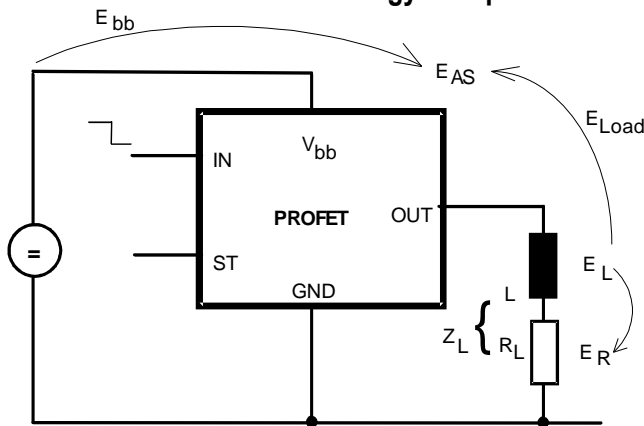 E bb
E AS
E Load
V bb
IN
PROFET
OUT
=
ST
GND
L
E L
Z L { R L
E R